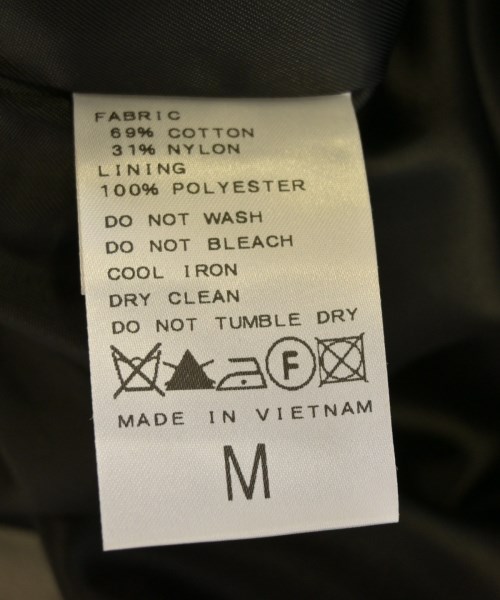 FABRIC
69% COTTON
31% NYLON
LINING
100% POLYESTER
DO NOT WASH
DO NOT BLEACH
COOL IRON
DRY CLEAN
DO NOT TUMBLE DRY
F
MADE IN VIETNAM
M